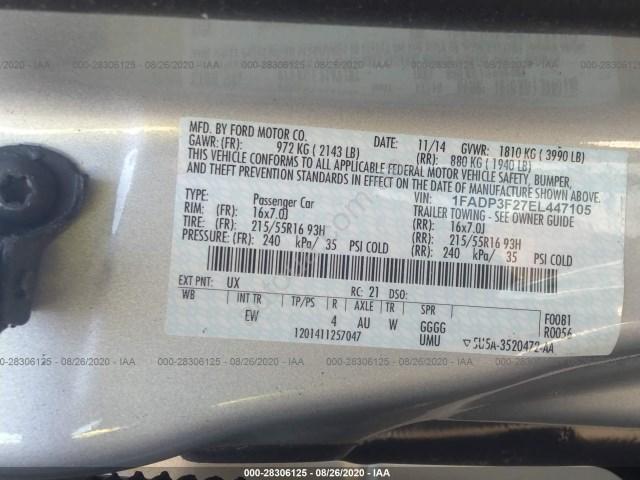 000-28306125 - 08/26/2020 - IAA
MFD. BY FORD MOTOR CO. 11/14 GVWR: 1810 KG ( 3990 LB)
GAWR: (FR): 972 KG ( 2143 LB) (RR): 880 KG ( 1940 LB)
THIS VEHICLE CONFORMS TO ALL APPLICABLE FEDERAL MOTOR VEHICLE SAFETY, BUMPER,
AND THEFT PREVENTION STANDARDS IN EFFECT ON THE DATE OF MANUFACTURE SHOWN ABOVE.
VIN: 1FADP3F27EL447105
TYPE: Passenger Car TRAILER TOWING - SEE OWNER GUIDE
RIM: (FR): 16x7.0J (RR): 16x7.0J
TIRE: (FR): 215/55R16 93H (RR): 215/55R16 93H
PRESSURE: (FR): 240 kPa/ 35 PSI COLD (RR): 240 kPa/ 35 PSI COLD
EXT PNT: UX RC: 21 DSO: F00B1
WB INT TR TP/PS R AXLE TR SPR R0056
EW 4 AU W GGGG
1201411257047 UMU ▽5U5A-3520472-AA
000-28306125 - 08/26/2020 - IAA
000-28306125 - 08/26/2020 - IAA